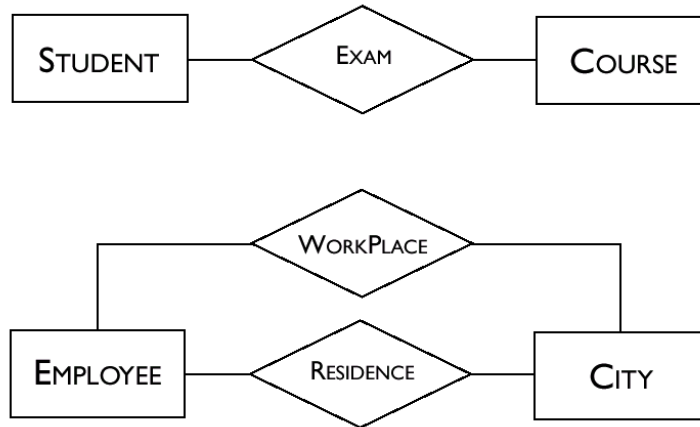 STUDENT
EXAM
COURSE
WORKPLACE
EMPLOYEE
RESIDENCE
CITY